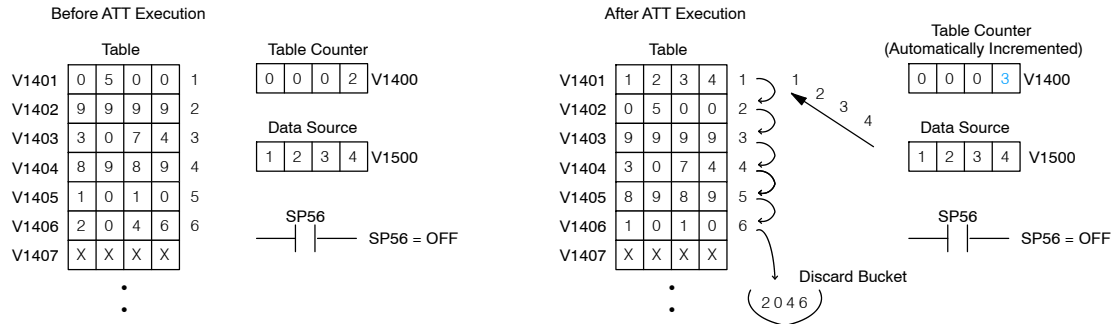 Before ATT Execution
Table
V1401 0 5 0 0 1
V1402 9 9 9 9 2
V1403 3 0 7 4 3
V1404 8 9 8 9 4
V1405 1 0 1 0 5
V1406 2 0 4 6 6
V1407 X X X X
Table Counter
0 0 0 2 V1400
Data Source
1 2 3 4 V1500
SP56
SP56 = OFF
After ATT Execution
Table
V1401 1 2 3 4 1
V1402 0 5 0 0 2
V1403 9 9 9 9 3
V1404 3 0 7 4 4
V1405 8 9 8 9 5
V1406 1 0 1 0 6
V1407 X X X X
1 2 3 4
Discard Bucket
2 0 4 6
Table Counter
(Automatically Incremented)
0 0 0 3 V1400
Data Source
1 2 3 4 V1500
SP56
SP56 = OFF